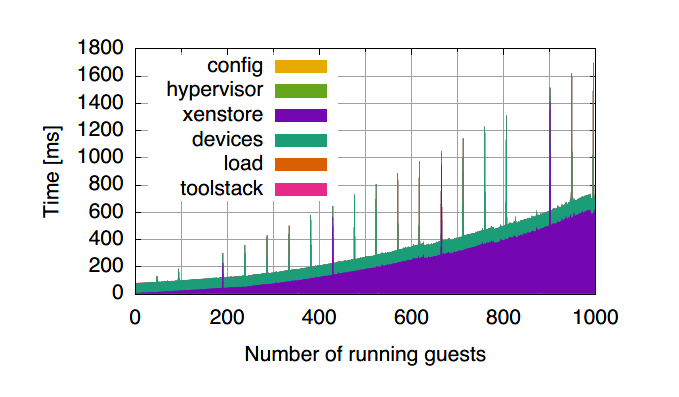 1800
1600
1400
1200
1000
800
600
400
200
0
Time [ms]
config
hypervisor
xenstore
devices
load
toolstack
0 200 400 600 800 1000
Number of running guests